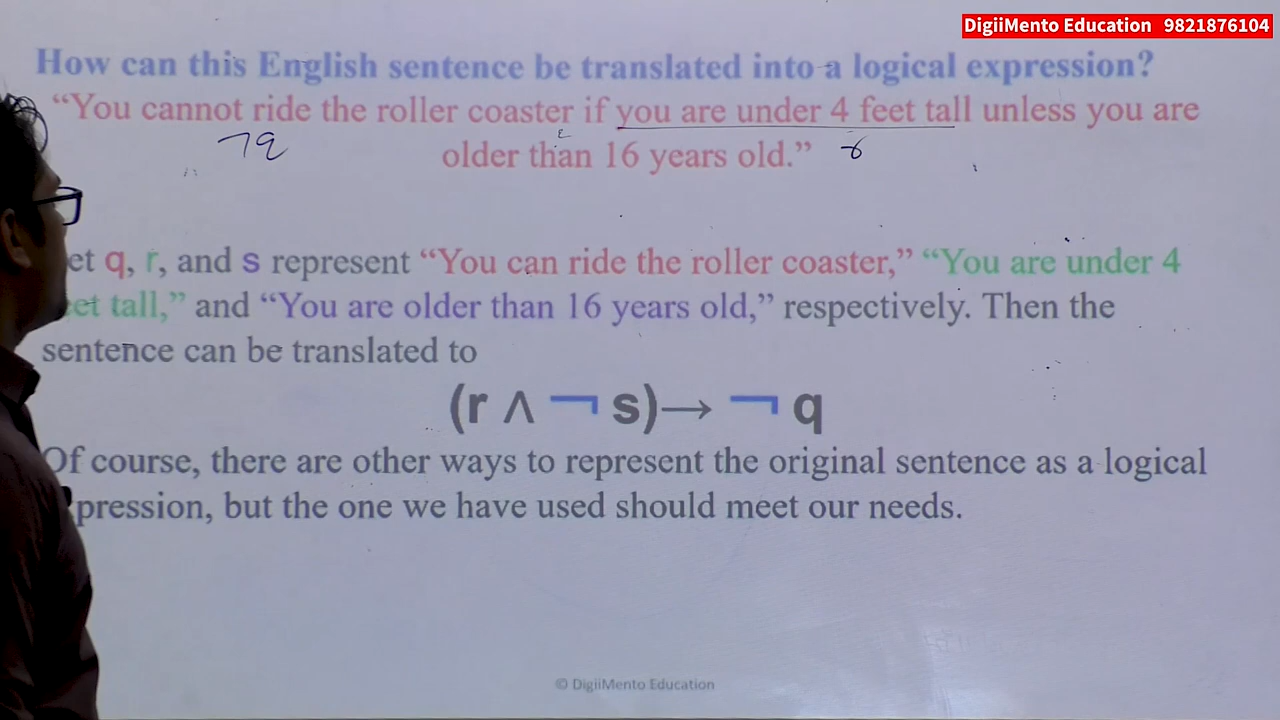 DigiiMento Education 9821876104
How can this English sentence be translated into a logical expression?
“You cannot ride the roller coaster if you are under 4 feet tall unless you are
¬q
older than 16 years old.” r
et q, r, and s represent “You can ride the roller coaster,” “You are under 4
et tall,” and “You are older than 16 years old,” respectively. Then the
sentence can be translated to
(r ∧ ¬ s)→ ¬ q
Of course, there are other ways to represent the original sentence as a logical
pression, but the one we have used should meet our needs.
© DigiiMento Education